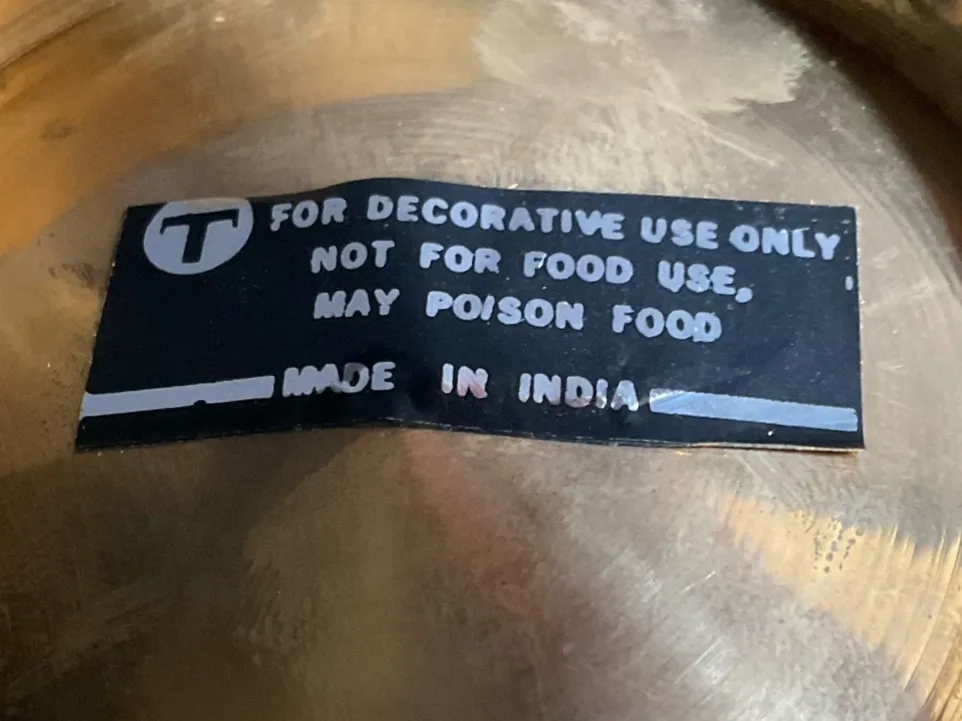 T FOR DECORATIVE USE ONLY
NOT FOR FOOD USE,
MAY POISON FOOD
MADE IN INDIA